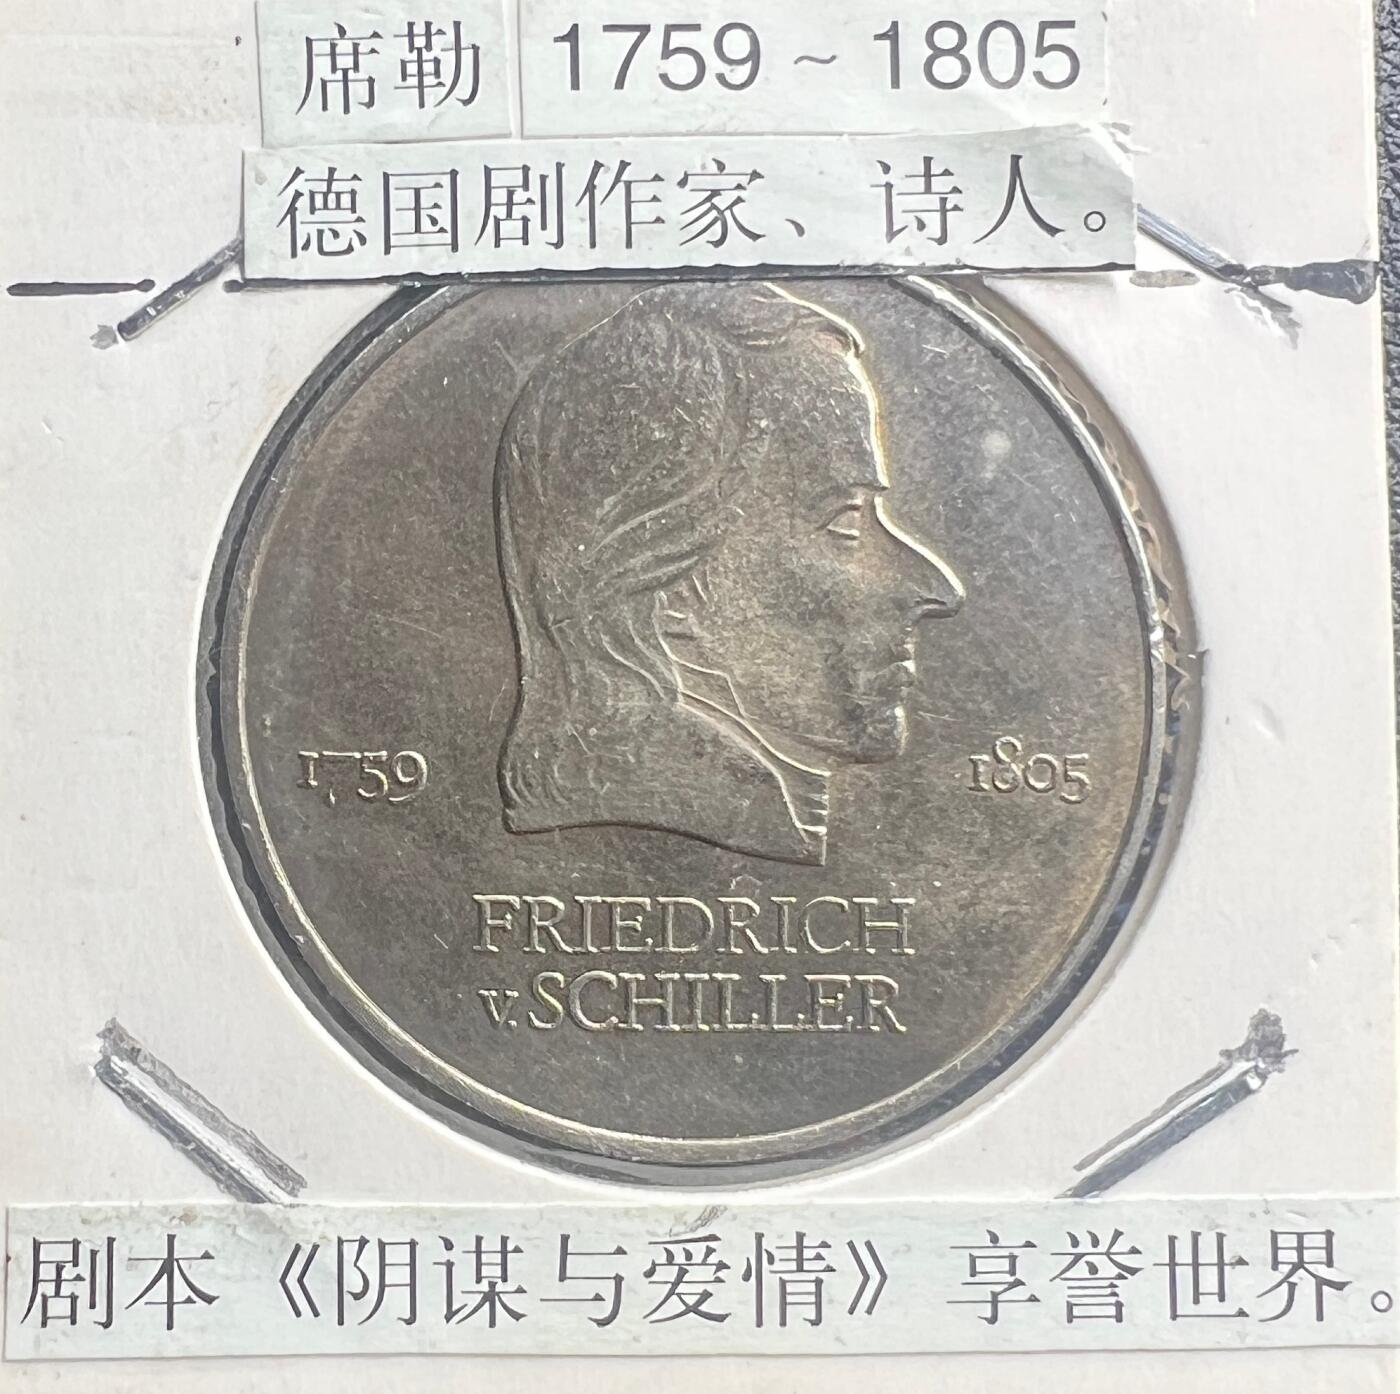 席勒 1759~1805
德国剧作家、诗人。
1759 1805
FRIEDRICH
v. SCHILLER
剧本《阴谋与爱情》享誉世界。